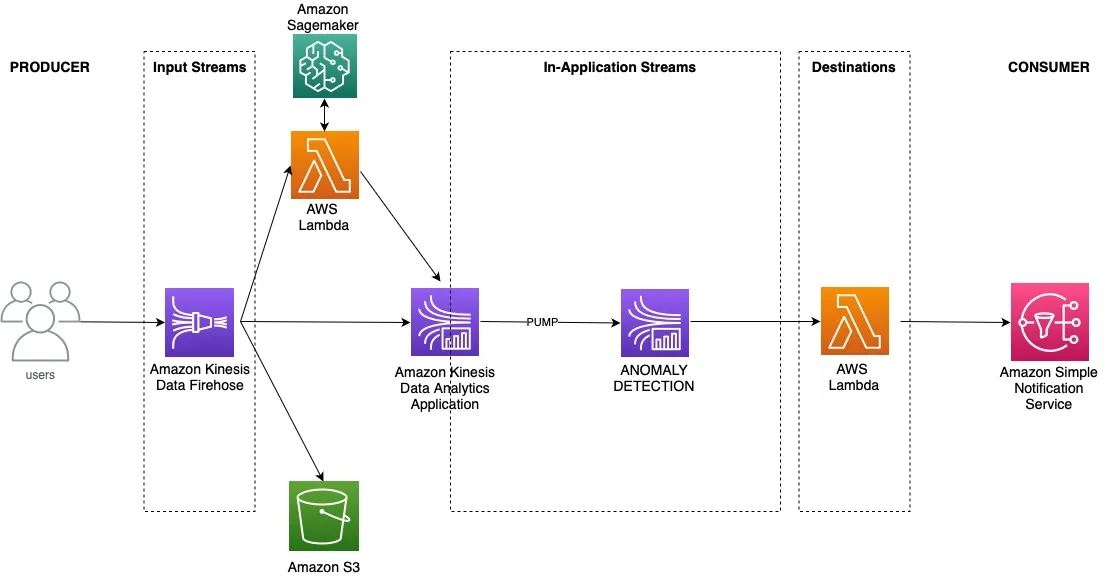 Amazon
Sagemaker
PRODUCER
Input Streams
In-Application Streams
Destinations
CONSUMER
AWS
Lambda
PUMP
users
Amazon Kinesis
Data Firehose
Amazon Kinesis
Data Analytics
Application
ANOMALY
DETECTION
AWS
Lambda
Amazon Simple
Notification
Service
Amazon S3